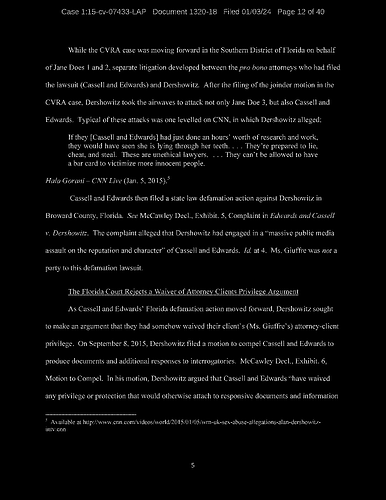 Case 1:15-cv-07433-LAP Document 1320-18 Filed 01/03/24 Page 12 of 40
While the CVRA case was moving forward in the Southern District of Florida on behalf
of Jane Does 1 and 2, separate litigation developed between the pro bono attorneys who had filed
the lawsuit (Cassell and Edwards) and Dershowitz. After the filing of the joinder motion in the
CVRA case, Dershowitz took the airwaves to attack not only Jane Doe 3, but also Cassell and
Edwards. Typical of these attacks was one levelled on CNN, in which Dershowitz alleged:
If they [Cassell and Edwards] had just done an hours' worth of research and work,
they would have seen she is lying through her teeth. . . . They're prepared to lie,
cheat, and steal. These are unethical lawyers. . . . They can't be allowed to have
a bar card to victimize more innocent people.
Hala Gorani – CNN Live (Jan. 5, 2015).5
Cassell and Edwards then filed a state law defamation action against Dershowitz in
Broward County, Florida. See McCawley Decl., Exhibit. 5, Complaint in Edwards and Cassell
v. Dershowitz. The complaint alleged that Dershowitz had engaged in a "massive public media
assault on the reputation and character" of Cassell and Edwards. Id. at 4. Ms. Giuffre was not a
party to this defamation lawsuit.
The Florida Court Rejects a Waiver of Attorney Clients Privilege Argument
As Cassell and Edwards' Florida defamation action moved forward, Dershowitz sought
to make an argument that they had somehow waived their client's (Ms. Giuffre's) attorney-client
privilege. On September 8, 2015, Dershowitz filed a motion to compel Cassell and Edwards to
produce documents and additional responses to interrogatories. McCawley Decl., Exhibit. 6,
Motion to Compel. In his motion, Dershowitz argued that Cassell and Edwards "have waived
any privilege or protection that would otherwise attach to responsive documents and information
5 Available at http://www.cnn.com/videos/world/2015/01/05/wrn-uk-sex-abuse-allegations-alan-dershowitz-
intv.cnn
5